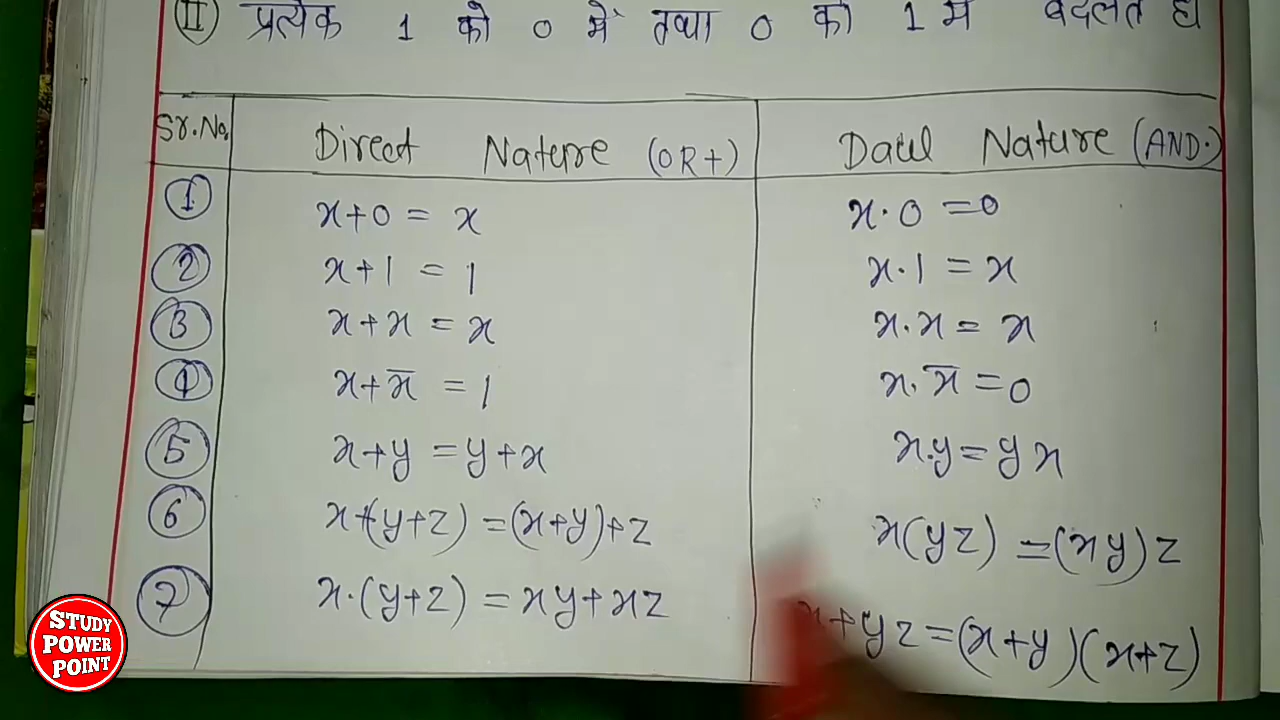 (II) प्रत्येक 1 को 0 में तथा 0 को 1 में बदलते हैं
Sr.No. Direct Nature (OR+) Daul Nature (AND.)
1 x+0 = x x.0 =0
2 x+1 = 1 x.1 = x
3 x+x = x x.x = x
4 x+x̅ = 1 x.x̅ =0
5 x+y =y+x x.y=yx
6 x+(y+z) =(x+y)+z x(yz) =(xy)z
7 x.(y+z) = xy+xz x+yz=(x+y)(x+z)
STUDY
POWER
POINT